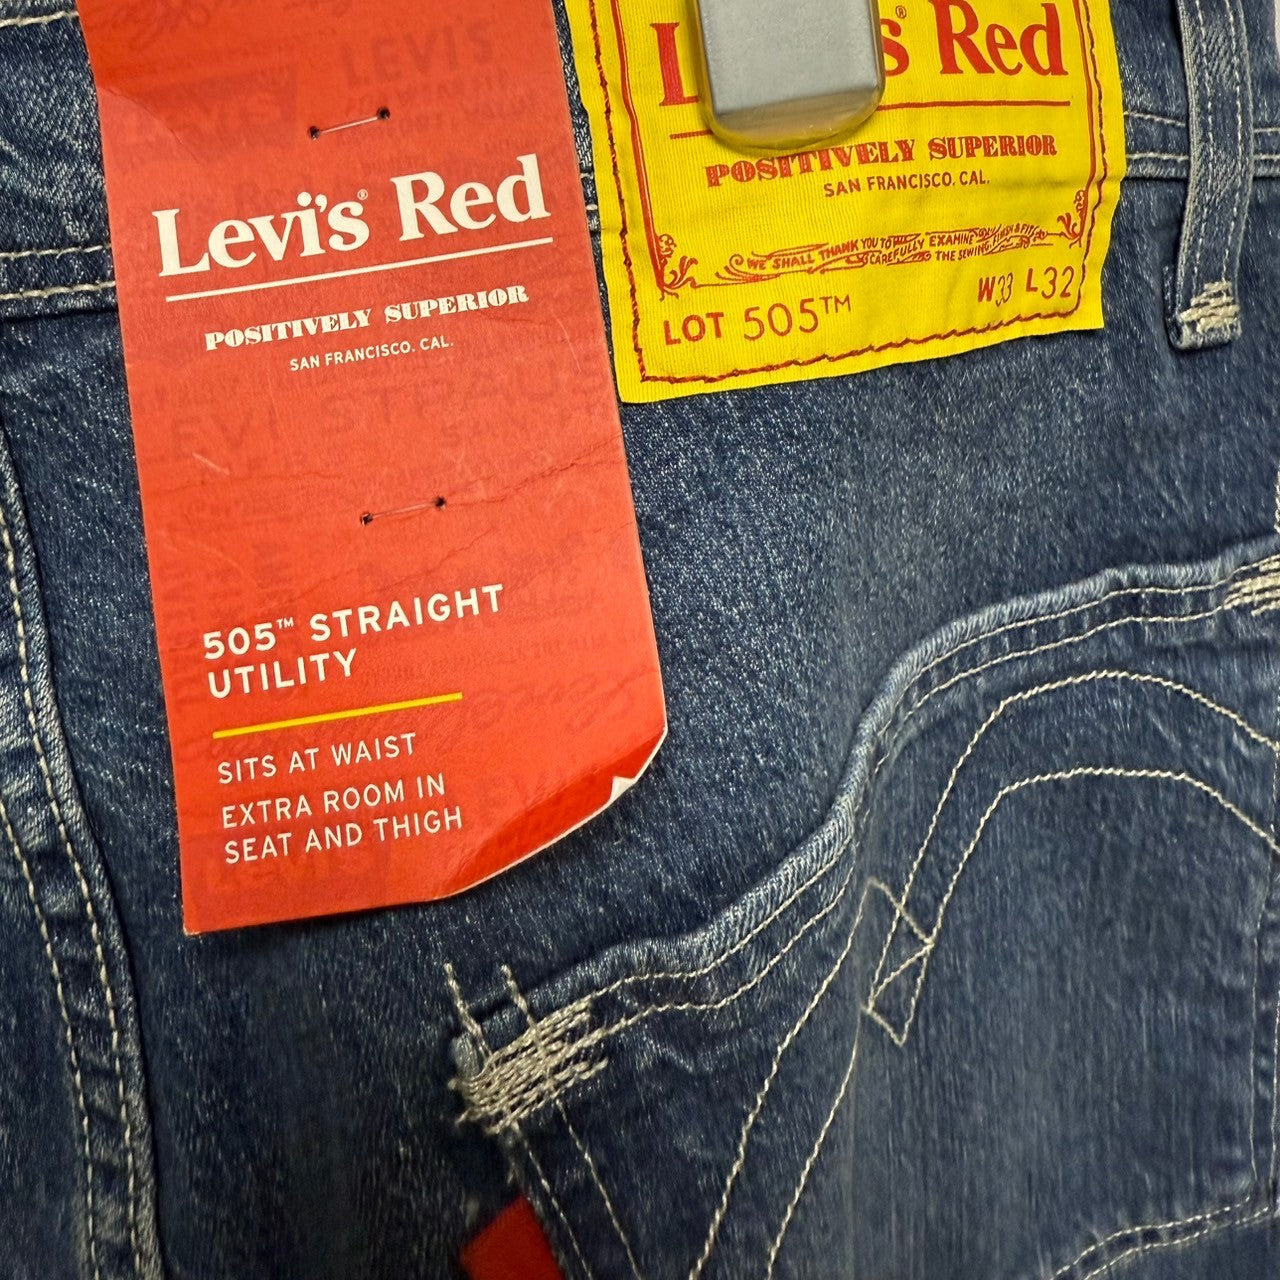 LEVI'S
Levi's® Red
POSITIVELY SUPERIOR
SAN FRANCISCO. CAL.
505™ STRAIGHT
UTILITY
SITS AT WAIST
EXTRA ROOM IN
SEAT AND THIGH
® Red
POSITIVELY SUPERIOR
SAN FRANCISCO. CAL.
WE SHALL THANK YOU TO
CAREFULLY EXAMINE
THE SEWING, FINISH & FIT
LOT 505™ W33 L32